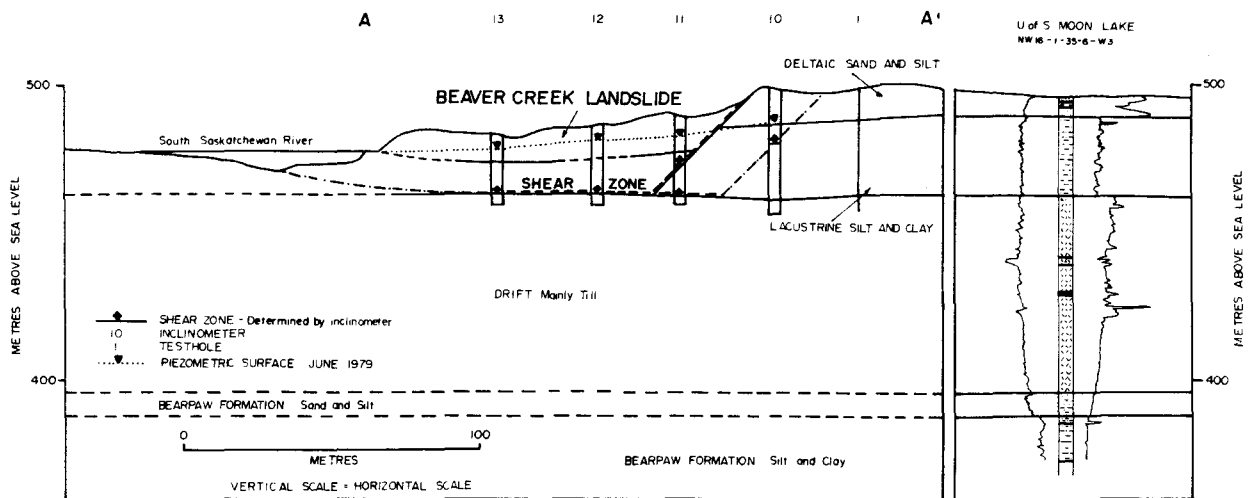 A 13 12 11 10 1 A'
U of S MOON LAKE
NW 16 - 1 - 35 - 6 - W3
DELTAIC SAND AND SILT
500
500
BEAVER CREEK LANDSLIDE
South Saskatchewan River
SHEAR ZONE
LACUSTRINE SILT AND CLAY
METRES ABOVE SEA LEVEL
METRES ABOVE SEA LEVEL
DRIFT Mainly Till
SHEAR ZONE - Determined by inclinometer
10 INCLINOMETER
1 TESTHOLE
PIEZOMETRIC SURFACE JUNE 1979
400
400
BEARPAW FORMATION Sand and Silt
0 100
METRES
BEARPAW FORMATION Silt and Clay
VERTICAL SCALE = HORIZONTAL SCALE